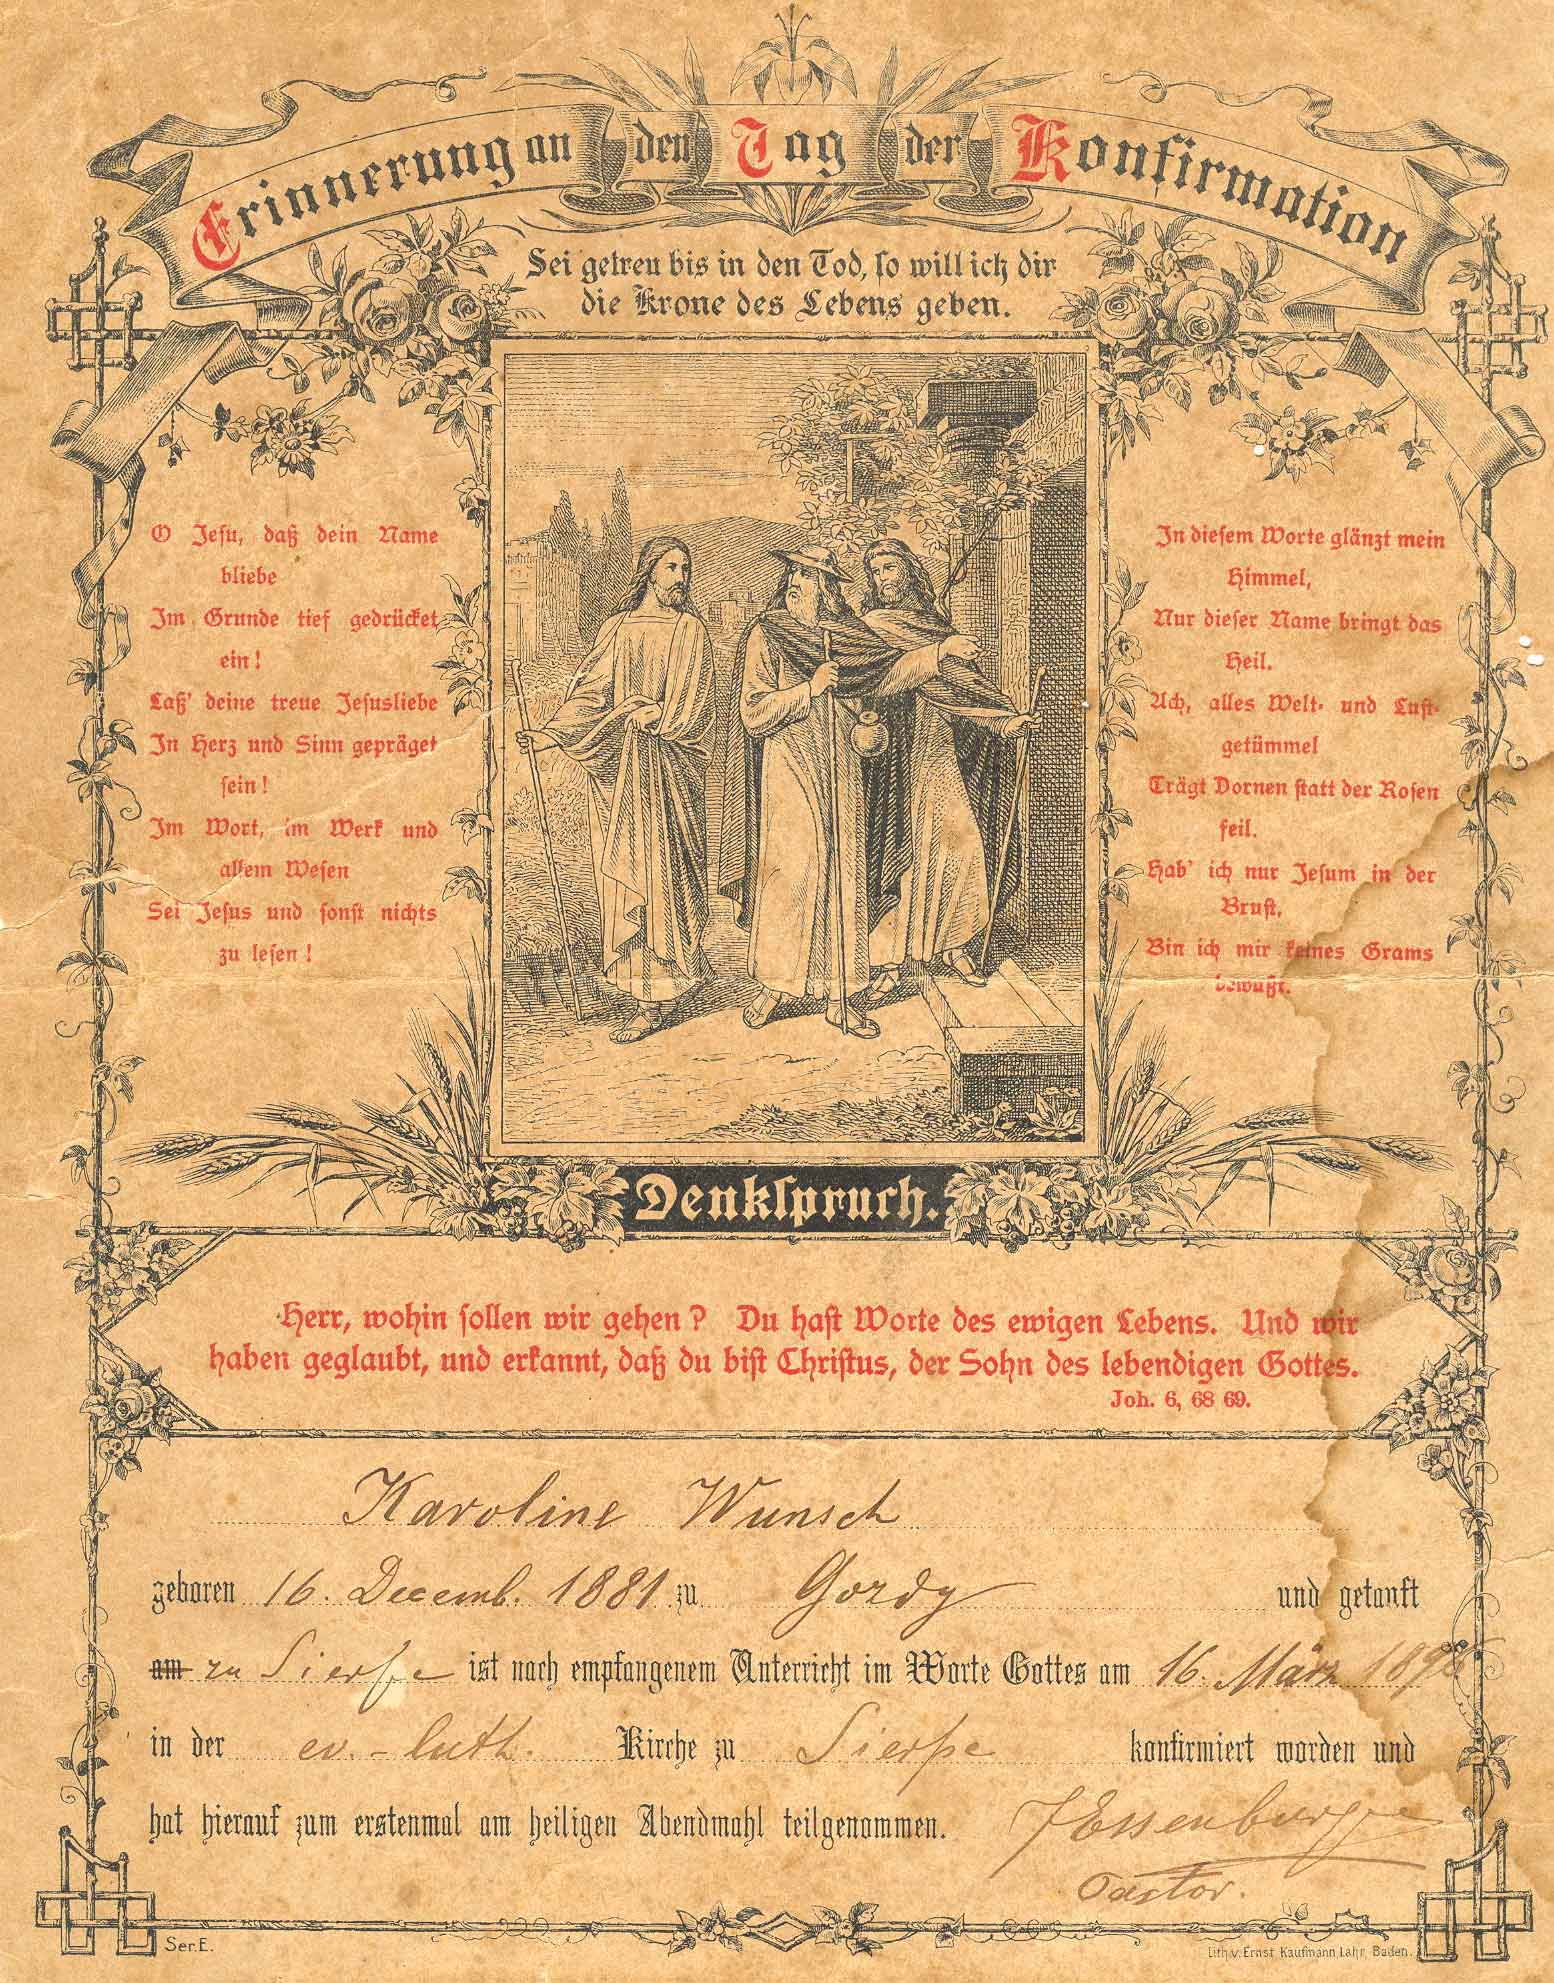 Erinnerung an den Tag der Konfirmation
Sei getreu bis in den Tod, so will ich dir
die Krone des Lebens geben.
O Jesu, daß dein Name
bliebe
Im Grunde tief gedrücket
ein!
Laß' deine treue Jesusliebe
In Herz und Sinn gepräget
sein!
Im Wort, im Werk und
allem Wesen
Sei Jesus und sonst nichts
zu lesen!
In diesem Worte glänzt mein
Himmel,
Nur dieser Name bringt das
Heil.
Ach, alles Welt- und Lust-
getümmel
Trägt Dornen statt der Rosen
feil.
Hab' ich nur Jesum in der
Brust,
Bin ich mir keines Grams
bewußt.
Denkspruch.
Herr, wohin sollen wir gehen? Du hast Worte des ewigen Lebens. Und wir
haben geglaubt, und erkannt, daß du bist Christus, der Sohn des lebendigen Gottes.
Joh. 6, 68 69.
Karoline Wunsch
geboren 16. Decemb. 1881 zu Gordy und getauft
am zu Sierpe ist nach empfangenem Unterricht im Worte Gottes am 16. März
in der ev.-luth. Kirche zu Sierpe konfirmiert worden und
hat hierauf zum erstenmal am heiligen Abendmahl teilgenommen.
Pastor.
Ser. E.
Lith. v. Ernst Kaufmann, Lahr, Baden.